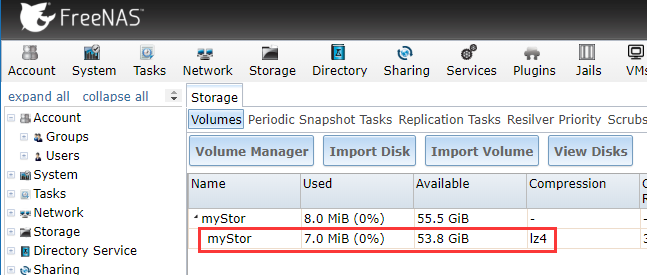 FreeNAS
Account System Tasks Network Storage Directory Sharing Services Plugins Jails VMs
expand all collapse all
Account
Groups
Users
System
Tasks
Network
Storage
Directory Service
Sharing
Storage
Volumes Periodic Snapshot Tasks Replication Tasks Resilver Priority Scrubs
Volume Manager Import Disk Import Volume View Disks
Name Used Available Compression
myStor 8.0 MiB (0%) 55.5 GiB -
myStor 7.0 MiB (0%) 53.8 GiB lz4